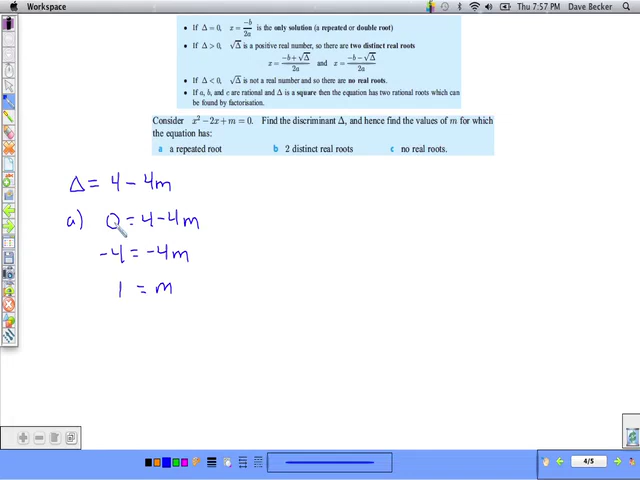 Thu 7:57 PM Dave Becker
• If Δ = 0, x = −b/2a is the only solution (a repeated or double root)
• If Δ > 0, √Δ is a positive real number, so there are two distinct real roots
x = −b + √Δ/2a and x = −b − √Δ/2a
• If Δ < 0, √Δ is not a real number and so there are no real roots.
• If a, b, and c are rational and Δ is a square then the equation has two rational roots which can
be found by factorisation.
Consider x² − 2x + m = 0. Find the discriminant Δ, and hence find the values of m for which
the equation has:
a a repeated root b 2 distinct real roots c no real roots.
Δ = 4 − 4m
a) 0 = 4 − 4m
−4 = −4m
1 = m
4/5